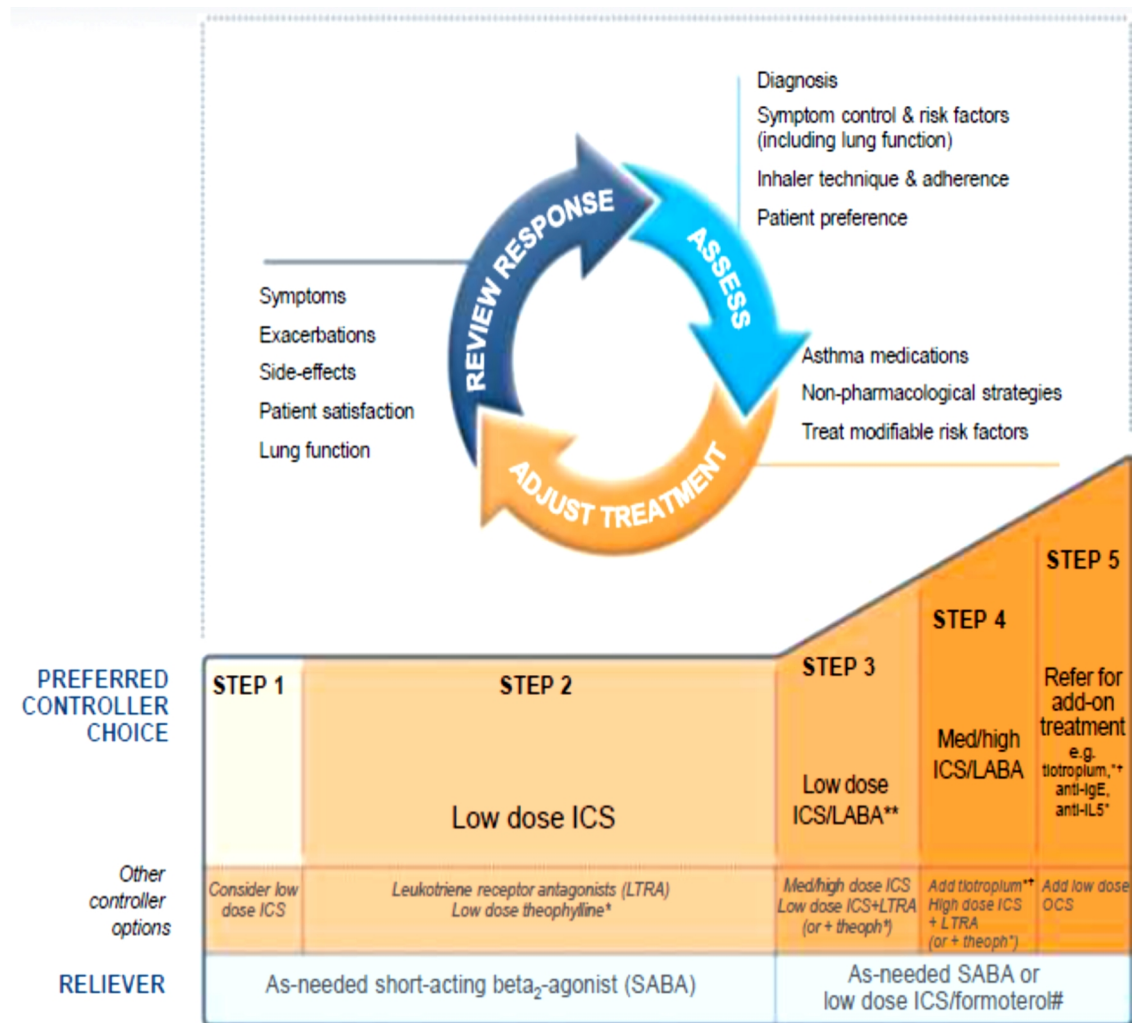 Diagnosis
Symptom control & risk factors
(including lung function)
Inhaler technique & adherence
Patient preference
REVIEW RESPONSE
ASSESS
ADJUST TREATMENT
Symptoms
Exacerbations
Side-effects
Patient satisfaction
Lung function
Asthma medications
Non-pharmacological strategies
Treat modifiable risk factors
PREFERRED
CONTROLLER
CHOICE
STEP 1
STEP 2
Low dose ICS
STEP 3
Low dose
ICS/LABA**
STEP 4
Med/high
ICS/LABA
STEP 5
Refer for
add-on
treatment
e.g.
tiotropium,*†
anti-IgE,
anti-IL5*
Other
controller
options
Consider low
dose ICS
Leukotriene receptor antagonists (LTRA)
Low dose theophylline*
Med/high dose ICS
Low dose ICS+LTRA
(or + theoph*)
Add tiotropium*†
High dose ICS
+ LTRA
(or + theoph*)
Add low dose
OCS
RELIEVER
As-needed short-acting beta₂-agonist (SABA)
As-needed SABA or
low dose ICS/formoterol#